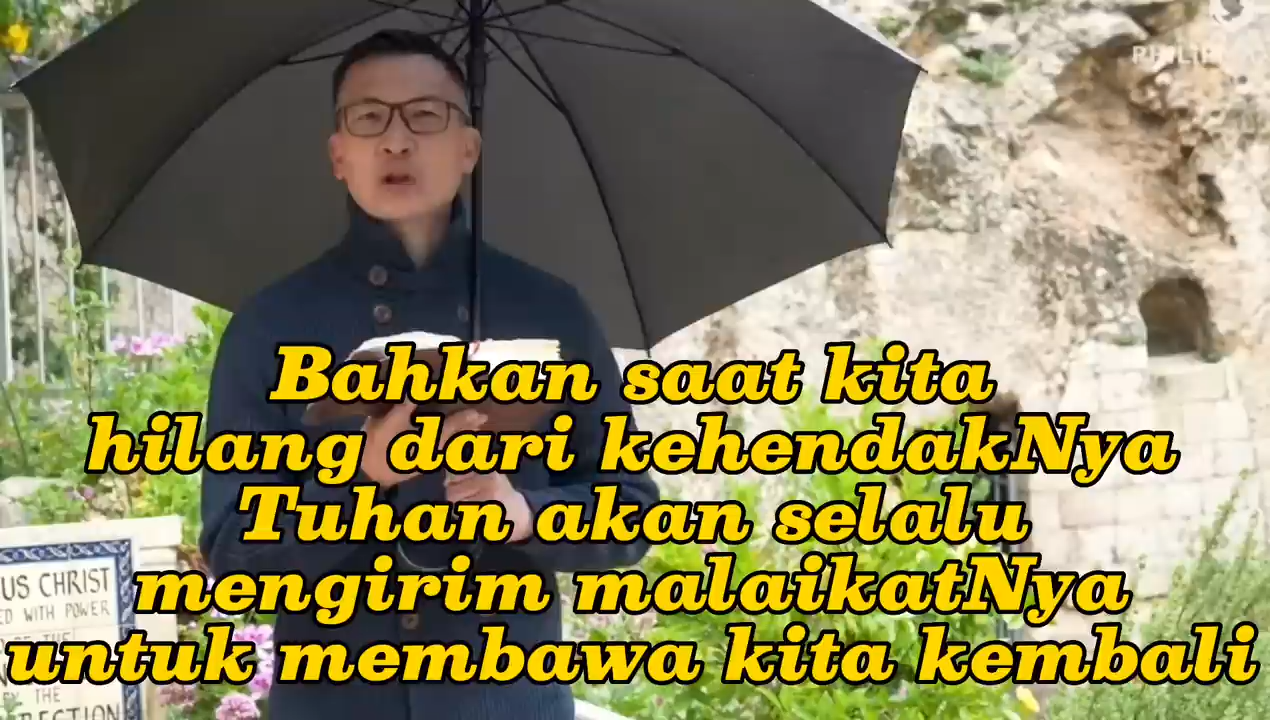 Bahkan saat kita
hilang dari kehendakNya
Tuhan akan selalu
mengirim malaikatNya
untuk membawa kita kembali
US CHRIST
ED WITH POWER
THE